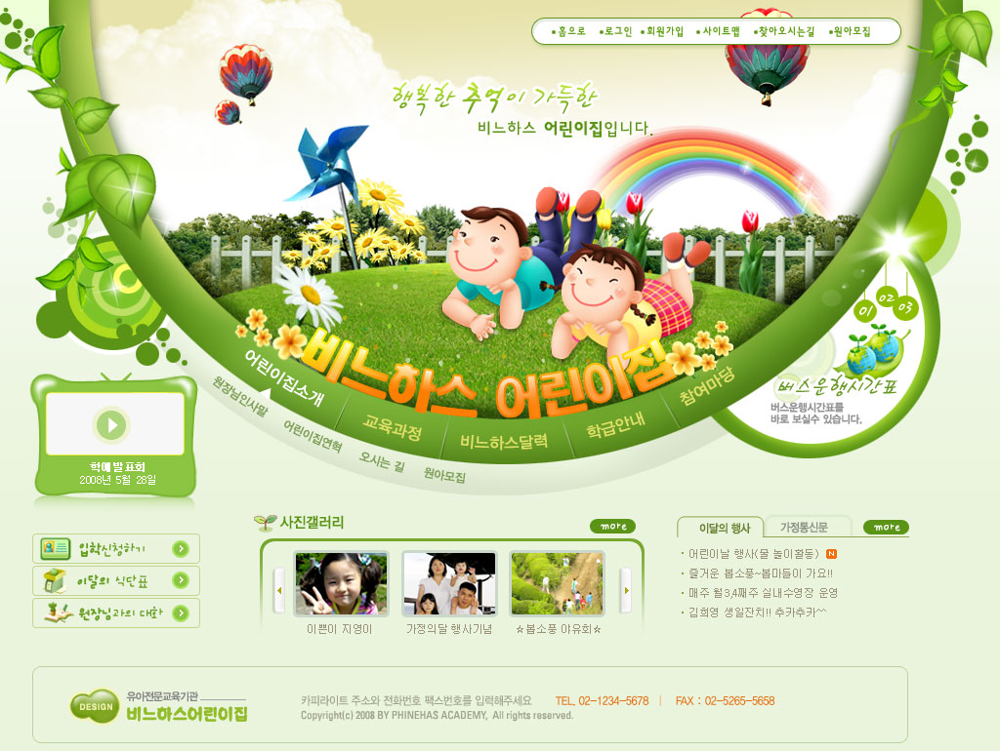 홈으로 로그인 회원가입 사이트맵 찾아오시는길 원아모집
행복한 추억이 가득한
비느하스 어린이집입니다.
비느하스 어린이집
어린이집소개 교육과정 비느하스달력 학급안내 참여마당
원장님인사말 어린이집연혁 오시는 길 원아모집
01 02 03
버스운행시간표
버스운행시간표를
바로 보실수 있습니다.
학예발표회
2008년 5월 28일
입학신청하기
이달의 식단표
원장님과의 대화
사진갤러리 more
이쁜이 지영이 가정의달 행사기념 ☆봄소풍 야유회☆
이달의 행사 가정통신문 more
· 어린이날 행사(물 놀이활동) N
· 즐거운 봄소풍~봄마들이 가요!!
· 매주 월3,4째주 실내수영장 운영
· 김희영 생일잔치!! 추카추카^^
DESIGN
유아전문교육기관
비느하스어린이집
카피라이트 주소와 전화번호 팩스번호를 입력해주세요 TEL. 02-1234-5678 | FAX : 02-5265-5658
Copyright(c) 2008 BY PHINEHAS ACADEMY, All rights reserved.